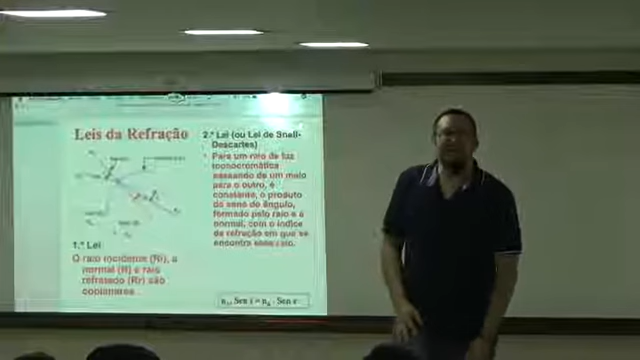 Leis da Refração
1.ª Lei
O raio incidente (Ri), a
normal (N) e raio
refratado (Rr) são
coplanares
2.ª Lei (ou Lei de Snell-
Descartes)
Para um raio de luz
monocromática
passando de um meio
para o outro, é
constante, o produto
do seno do ângulo,
formado pelo raio e a
normal, com o índice
de refração em que se
encontra esse raio.